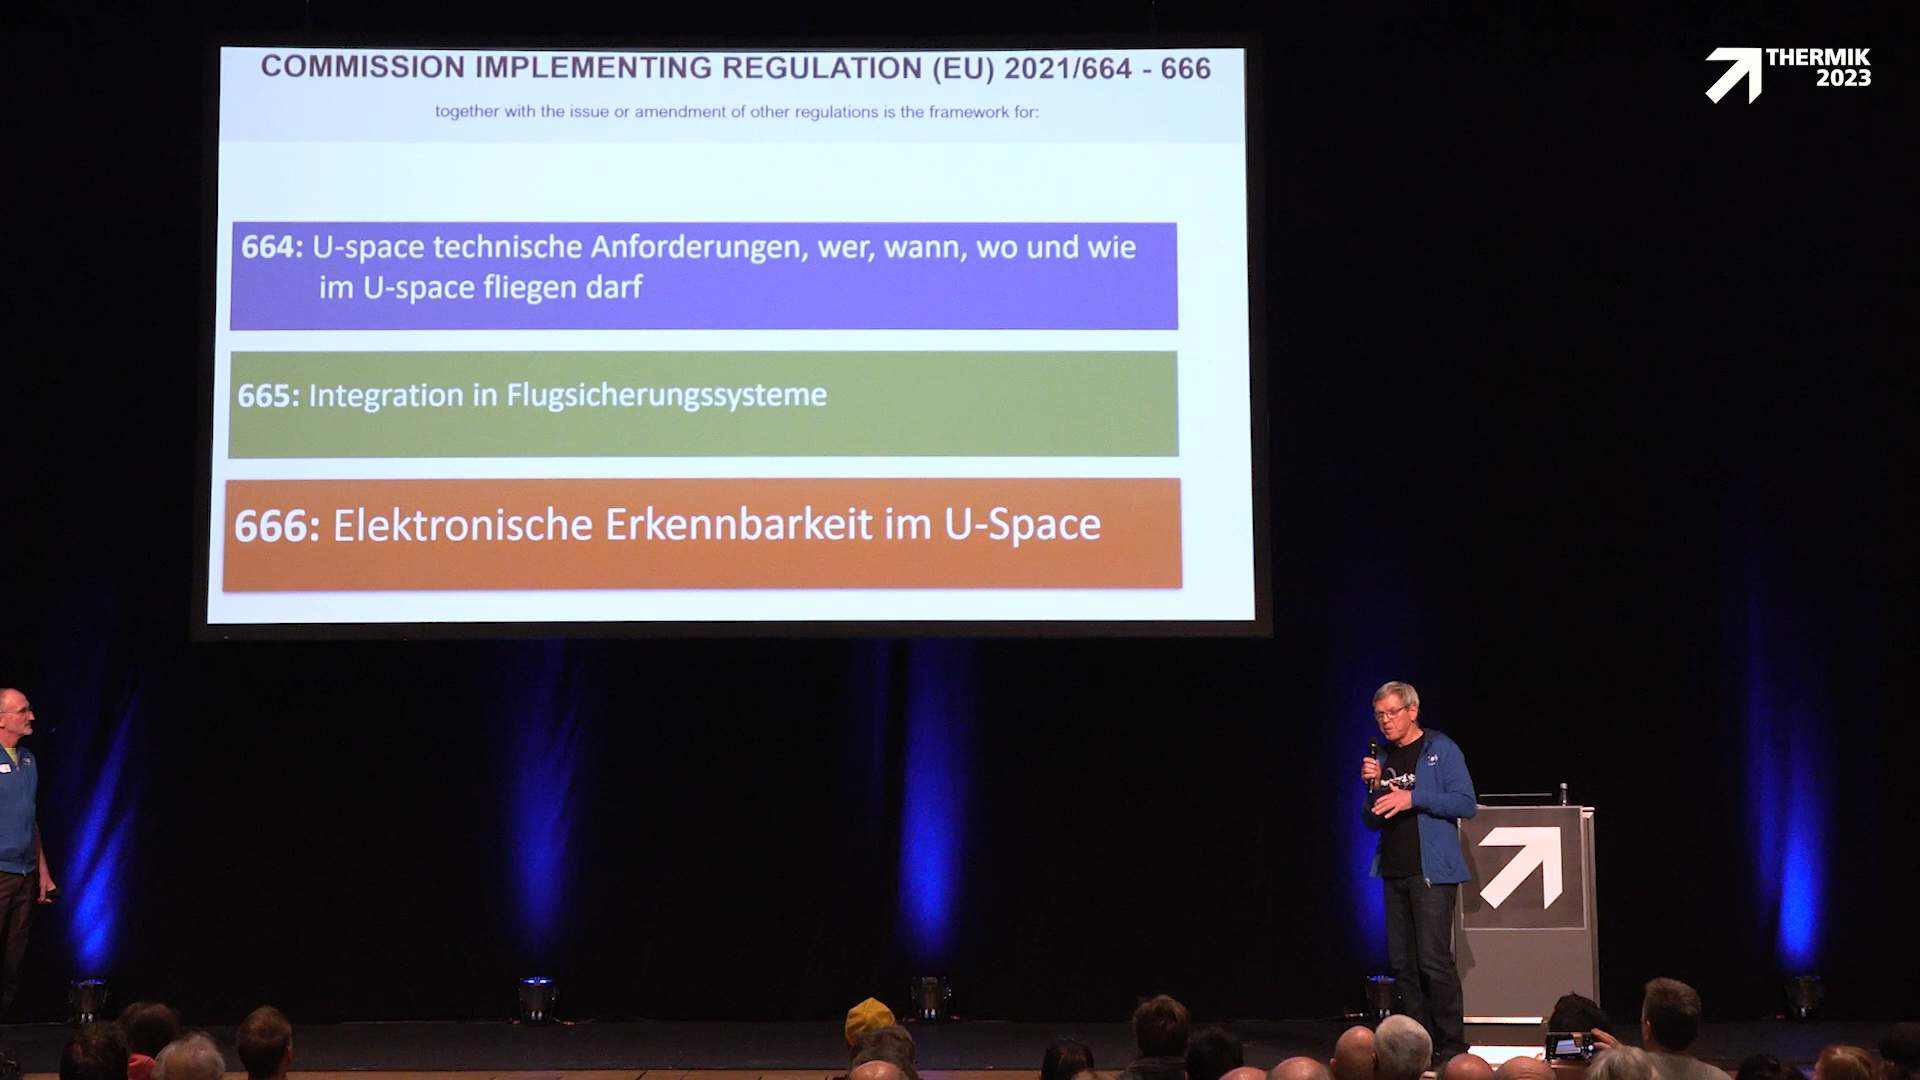 COMMISSION IMPLEMENTING REGULATION (EU) 2021/664 - 666
together with the issue or amendment of other regulations is the framework for:
664: U-space technische Anforderungen, wer, wann, wo und wie
im U-space fliegen darf
665: Integration in Flugsicherungssysteme
666: Elektronische Erkennbarkeit im U-Space
THERMIK
2023